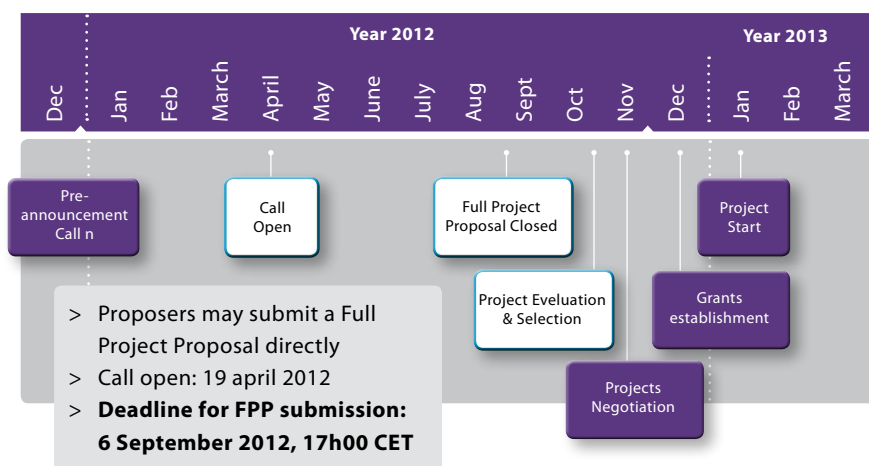 Year 2012
Year 2013
Dec
Jan
Feb
March
April
May
June
July
Aug
Sept
Oct
Nov
Dec
Jan
Feb
March
Pre-
announcement
Call n
Call
Open
Full Project
Proposal Closed
Project
Start
Project Eveluation
& Selection
Grants
establishment
Projects
Negotiation
> Proposers may submit a Full
Project Proposal directly
> Call open: 19 april 2012
> Deadline for FPP submission:
6 September 2012, 17h00 CET